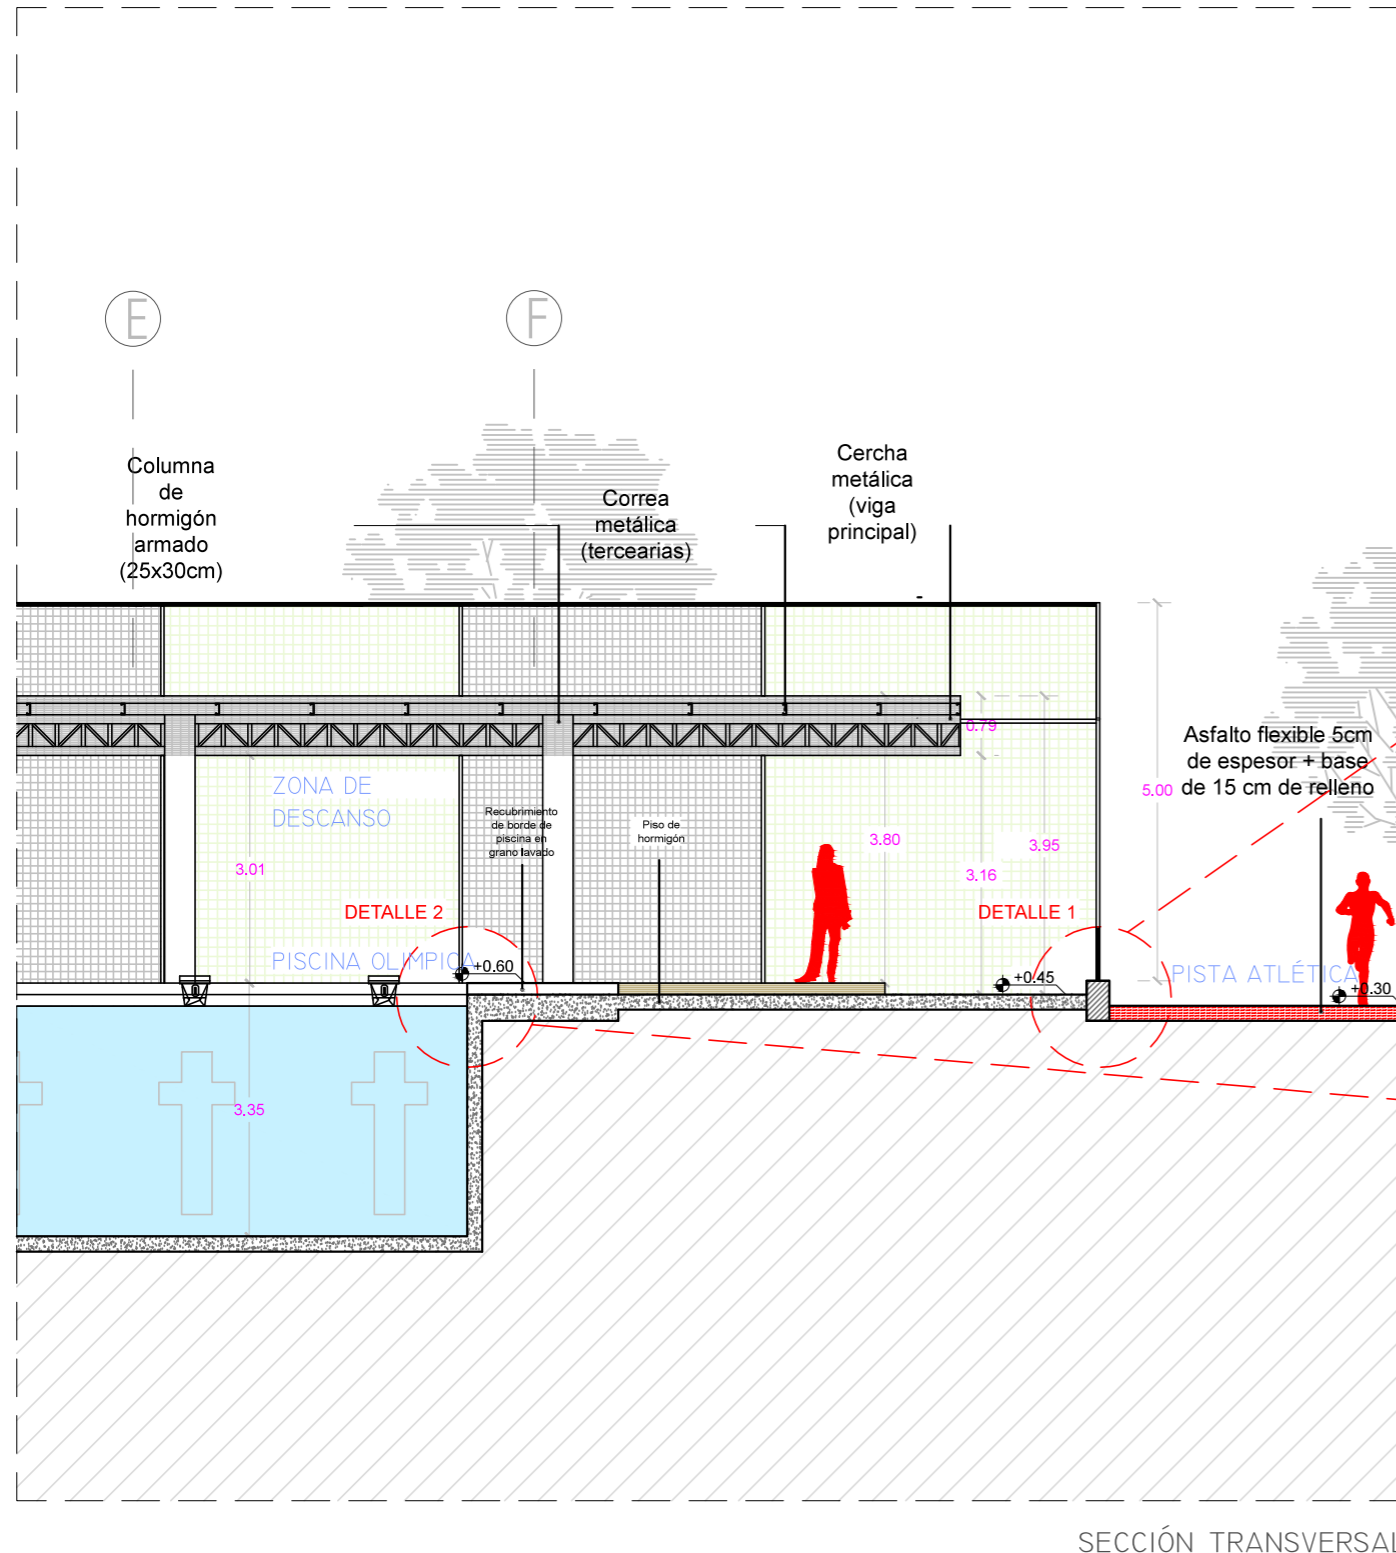 E
F
Columna
de
hormigón
armado
(25x30cm)
Correa
metálica
(tercearias)
Cercha
metálica
(viga
principal)
Asfalto flexible 5cm
de espesor + base
de 15 cm de relleno
0.79
5.00
ZONA DE
DESCANSO
Recubrimiento
de borde de
piscina en
grano lavado
Piso de
hormigón
3.01
3.80
3.95
3.16
DETALLE 2
DETALLE 1
PISCINA OLIMPICA
+0.60
+0.45
PISTA ATLÉTICA
+0.30
3.35
SECCIÓN TRANSVERSAL